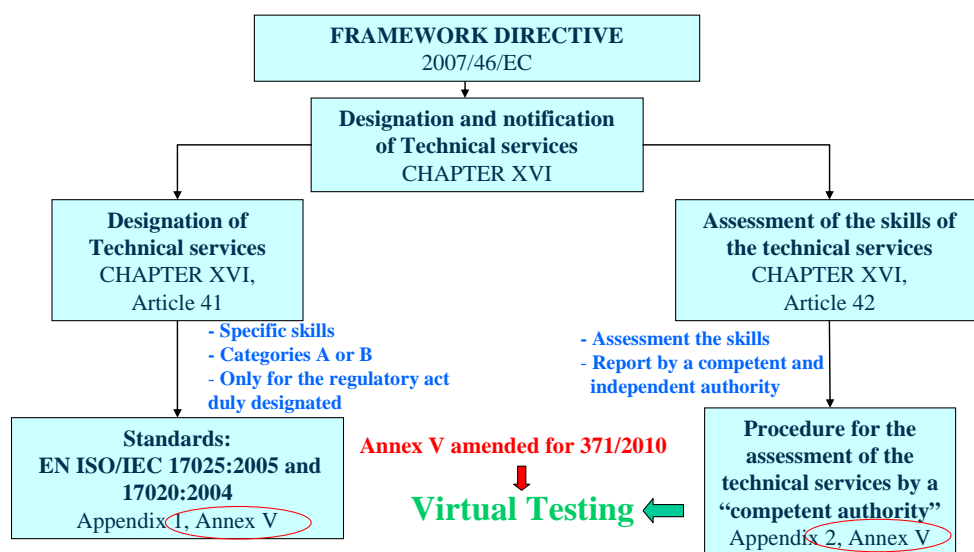 FRAMEWORK DIRECTIVE
2007/46/EC
Designation and notification
of Technical services
CHAPTER XVI
Designation of
Technical services
CHAPTER XVI,
Article 41
Assessment of the skills of
the technical services
CHAPTER XVI,
Article 42
- Specific skills
- Categories A or B
- Only for the regulatory act
duly designated
- Assessment the skills
- Report by a competent and
independent authority
Standards:
EN ISO/IEC 17025:2005 and
17020:2004
Appendix 1, Annex V
Annex V amended for 371/2010
Virtual Testing
Procedure for the
assessment of the
technical services by a
“competent authority”
Appendix 2, Annex V